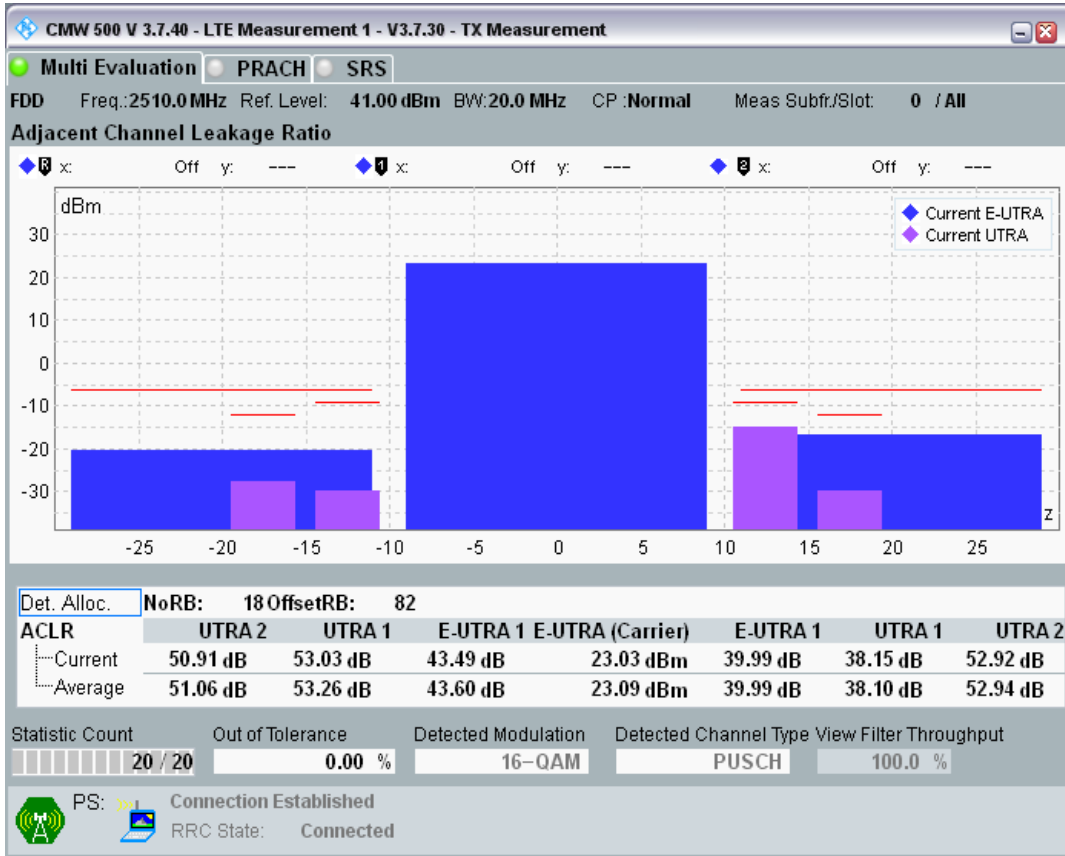 CMW 500 V 3.7.40 - LTE Measurement 1 - V3.7.30 - TX Measurement
Multi Evaluation PRACH SRS
FDD Freq.:2510.0 MHz Ref. Level: 41.00 dBm BW:20.0 MHz CP :Normal Meas Subfr./Slot: 0 / All
Adjacent Channel Leakage Ratio
R x: Off y: --- 1 x: Off y: --- 2 x: Off y: ---
dBm
Current E-UTRA
Current UTRA
30
20
10
0
-10
-20
-30
z
-25 -20 -15 -10 -5 0 5 10 15 20 25
Det. Alloc. NoRB: 18 OffsetRB: 82
ACLR UTRA 2 UTRA 1 E-UTRA 1 E-UTRA (Carrier) E-UTRA 1 UTRA 1 UTRA 2
Current 50.91 dB 53.03 dB 43.49 dB 23.03 dBm 39.99 dB 38.15 dB 52.92 dB
Average 51.06 dB 53.26 dB 43.60 dB 23.09 dBm 39.99 dB 38.10 dB 52.94 dB
Statistic Count Out of Tolerance Detected Modulation Detected Channel Type View Filter Throughput
20 / 20 0.00 % 16-QAM PUSCH 100.0 %
PS: Connection Established
RRC State: Connected